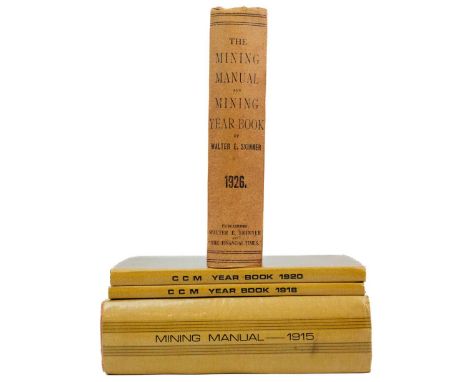 THE
MINING
MANUAL
AND
MINING
YEAR BOOK
BY
WALTER E. SKINNER
1926.
PUBLISHERS
WALTER E. SKINNER
AND
"THE FINANCIAL TIMES."
C C M YEAR BOOK 1920
C C M YEAR BOOK 1916
MINING MANUAL—1915